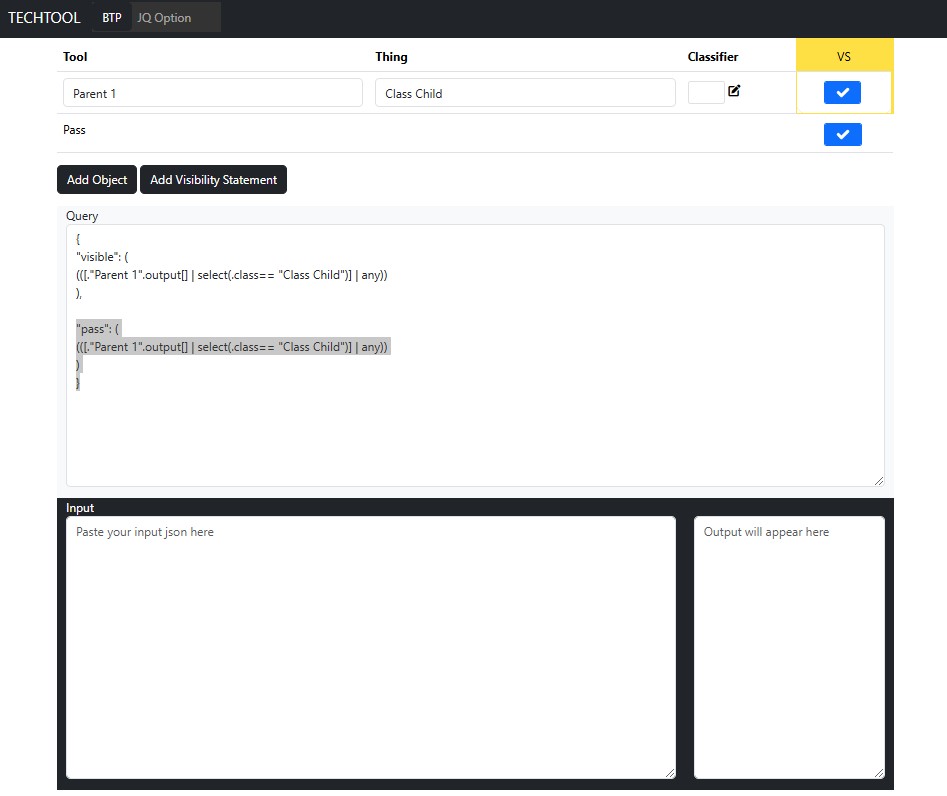 TECHTOOL BTP JQ Option
Tool Thing Classifier VS
Parent 1 Class Child
Pass
Add Object Add Visibility Statement
Query
{
"visible": (
(([."Parent 1".output[] | select(.class== "Class Child")] | any))
),
"pass": (
(([."Parent 1".output[] | select(.class== "Class Child")] | any))
)
}
Input
Paste your input json here Output will appear here